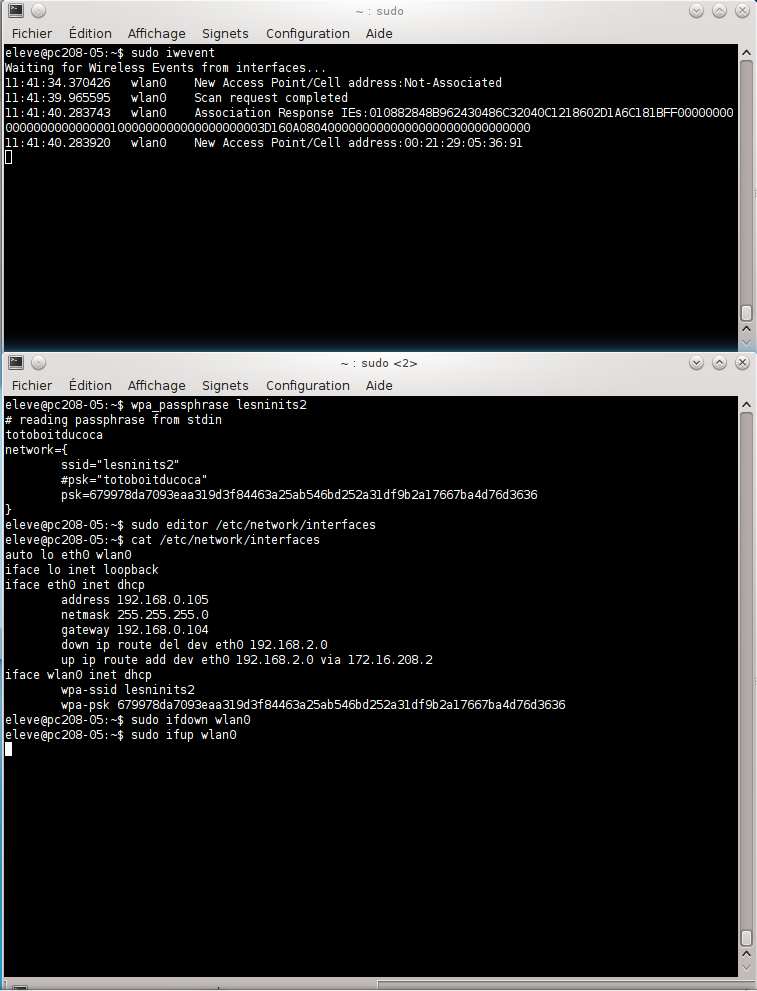 ~ : sudo
Fichier Édition Affichage Signets Configuration Aide
eleve@pc208-05:~$ sudo iwevent
Waiting for Wireless Events from interfaces...
11:41:34.370426 wlan0 New Access Point/Cell address:Not-Associated
11:41:39.965595 wlan0 Scan request completed
11:41:40.283743 wlan0 Association Response IEs:010882848B962430486C32040C1218602D1A6C181BFF00000000
0000000000000000100000000000000000003D160A080400000000000000000000000000000
11:41:40.283920 wlan0 New Access Point/Cell address:00:21:29:05:36:91
~ : sudo <2>
Fichier Édition Affichage Signets Configuration Aide
eleve@pc208-05:~$ wpa_passphrase lesninits2
# reading passphrase from stdin
totoboitducoca
network={
ssid="lesninits2"
#psk="totoboitducoca"
psk=679978da7093eaa319d3f84463a25ab546bd252a31df9b2a17667ba4d76d3636
}
eleve@pc208-05:~$ sudo editor /etc/network/interfaces
eleve@pc208-05:~$ cat /etc/network/interfaces
auto lo eth0 wlan0
iface lo inet loopback
iface eth0 inet dhcp
address 192.168.0.105
netmask 255.255.255.0
gateway 192.168.0.104
down ip route del dev eth0 192.168.2.0
up ip route add dev eth0 192.168.2.0 via 172.16.208.2
iface wlan0 inet dhcp
wpa-ssid lesninits2
wpa-psk 679978da7093eaa319d3f84463a25ab546bd252a31df9b2a17667ba4d76d3636
eleve@pc208-05:~$ sudo ifdown wlan0
eleve@pc208-05:~$ sudo ifup wlan0